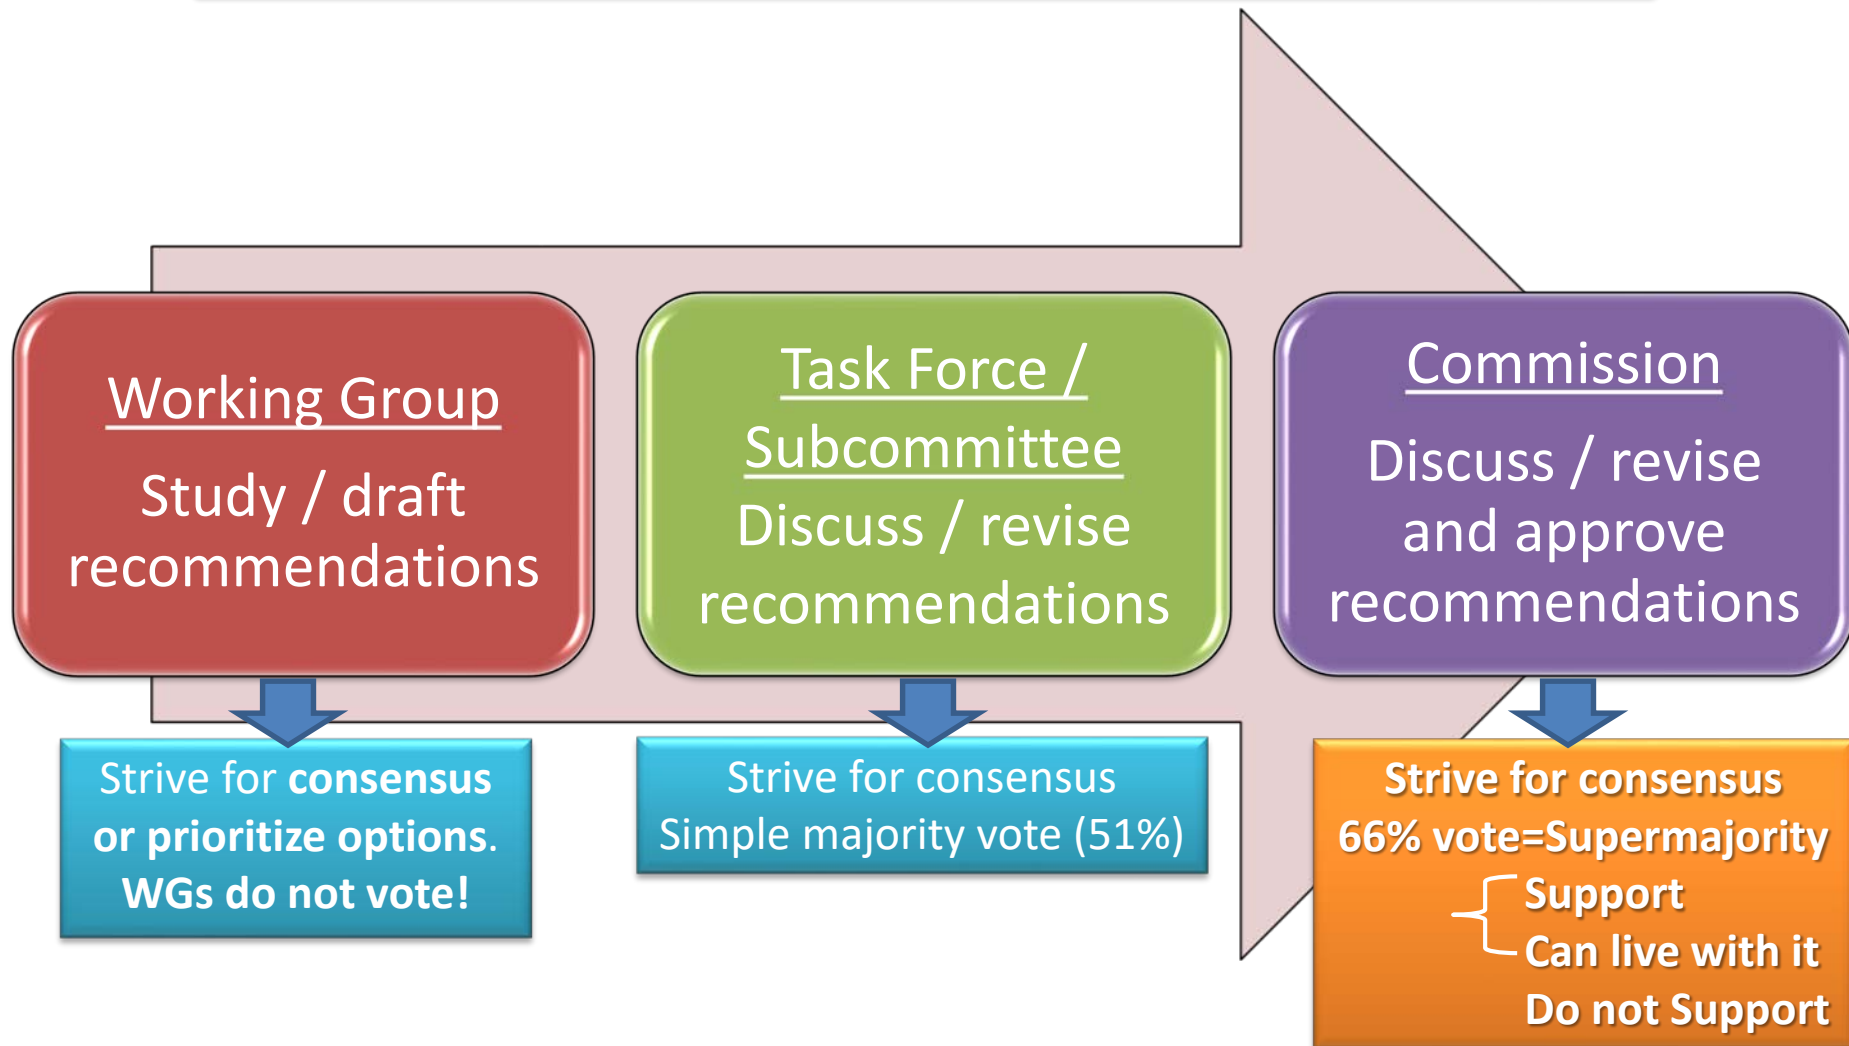 Working Group
Study / draft
recommendations
Task Force /
Subcommittee
Discuss / revise
recommendations
Commission
Discuss / revise
and approve
recommendations
Strive for consensus
or prioritize options.
WGs do not vote!
Strive for consensus
Simple majority vote (51%)
Strive for consensus
66% vote=Supermajority
Support
Can live with it
Do not Support